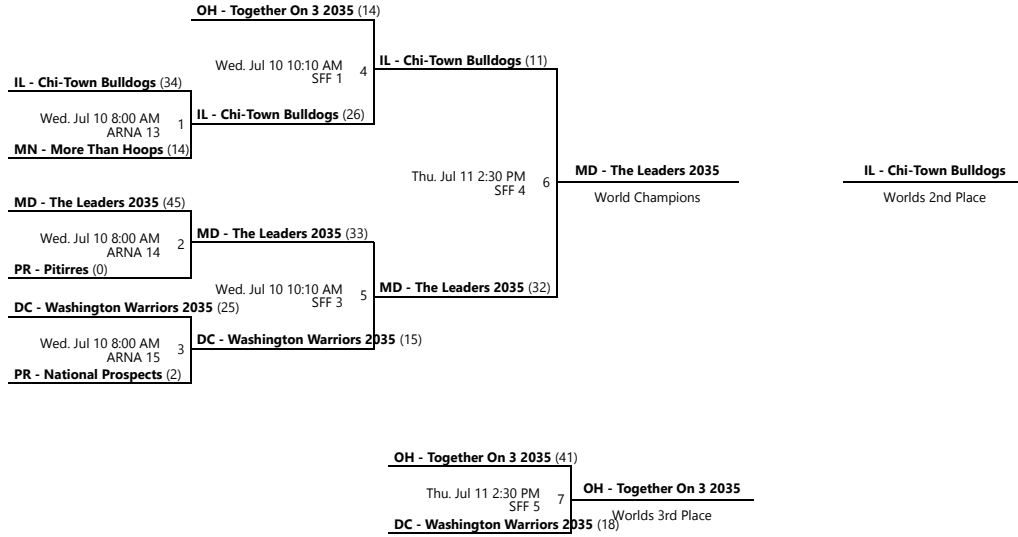 OH - Together On 3 2035 (14)
Wed. Jul 10 10:10 AM
SFF 1
4
IL - Chi-Town Bulldogs (11)
IL - Chi-Town Bulldogs (34)
Wed. Jul 10 8:00 AM
ARNA 13
1
IL - Chi-Town Bulldogs (26)
MN - More Than Hoops (14)
Thu. Jul 11 2:30 PM
SFF 4
6
MD - The Leaders 2035
World Champions
IL - Chi-Town Bulldogs
Worlds 2nd Place
MD - The Leaders 2035 (45)
Wed. Jul 10 8:00 AM
ARNA 14
2
MD - The Leaders 2035 (33)
PR - Pitirres (0)
Wed. Jul 10 10:10 AM
SFF 3
5
MD - The Leaders 2035 (32)
DC - Washington Warriors 2035 (25)
Wed. Jul 10 8:00 AM
ARNA 15
3
DC - Washington Warriors 2035 (15)
PR - National Prospects (2)
OH - Together On 3 2035 (41)
Thu. Jul 11 2:30 PM
SFF 5
7
OH - Together On 3 2035
Worlds 3rd Place
DC - Washington Warriors 2035 (18)